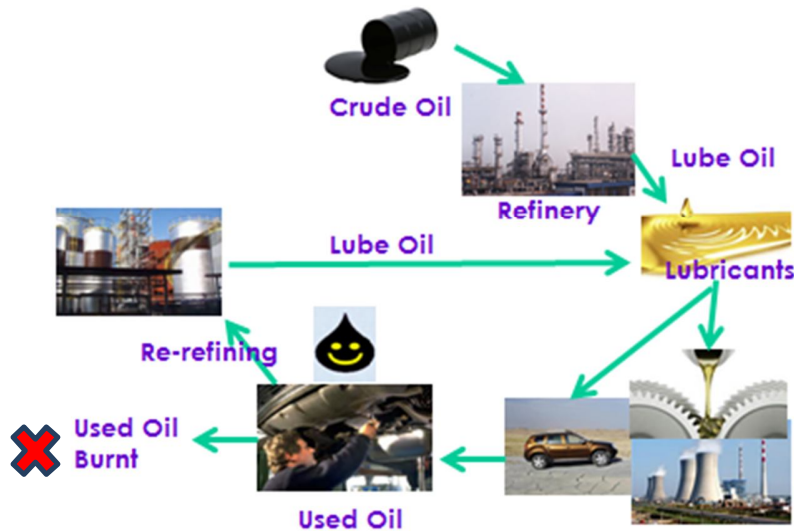 Crude Oil
Refinery
Lube Oil
Lubricants
Lube Oil
Re-refining
Used Oil
Burnt
Used Oil